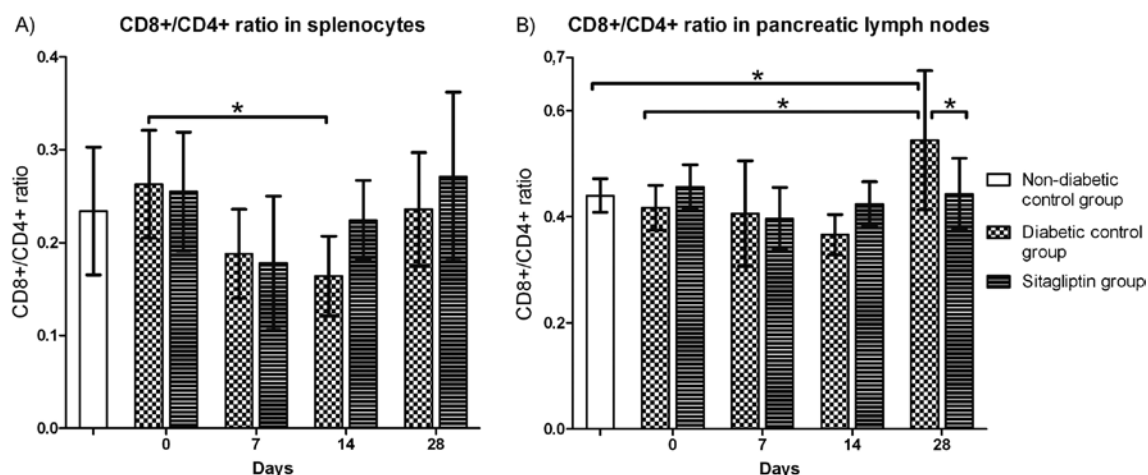 A)
CD8+/CD4+ ratio in splenocytes
CD8+/CD4+ ratio
0.4
0.3
0.2
0.1
0.0
*
0
7
14
28
Days
B)
CD8+/CD4+ ratio in pancreatic lymph nodes
CD8+/CD4+ ratio
0,7
0.6
0.4
0.2
0.0
*
*
*
0
7
14
28
Days
Non-diabetic
control group
Diabetic control
group
Sitagliptin group